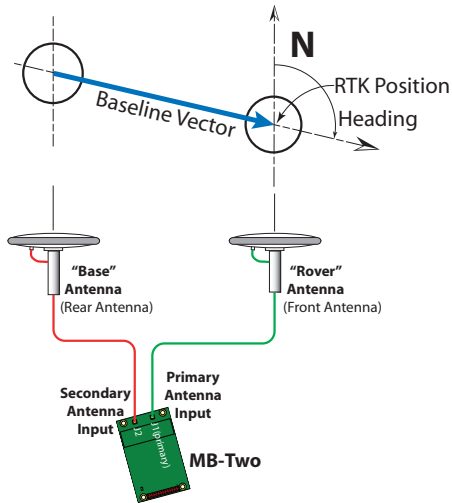 N
RTK Position
Baseline Vector
Heading
“Base”
Antenna
(Rear Antenna)
“Rover”
Antenna
(Front Antenna)
Secondary
Antenna
Input
Primary
Antenna
Input
J2
J1(primary)
MB-Two